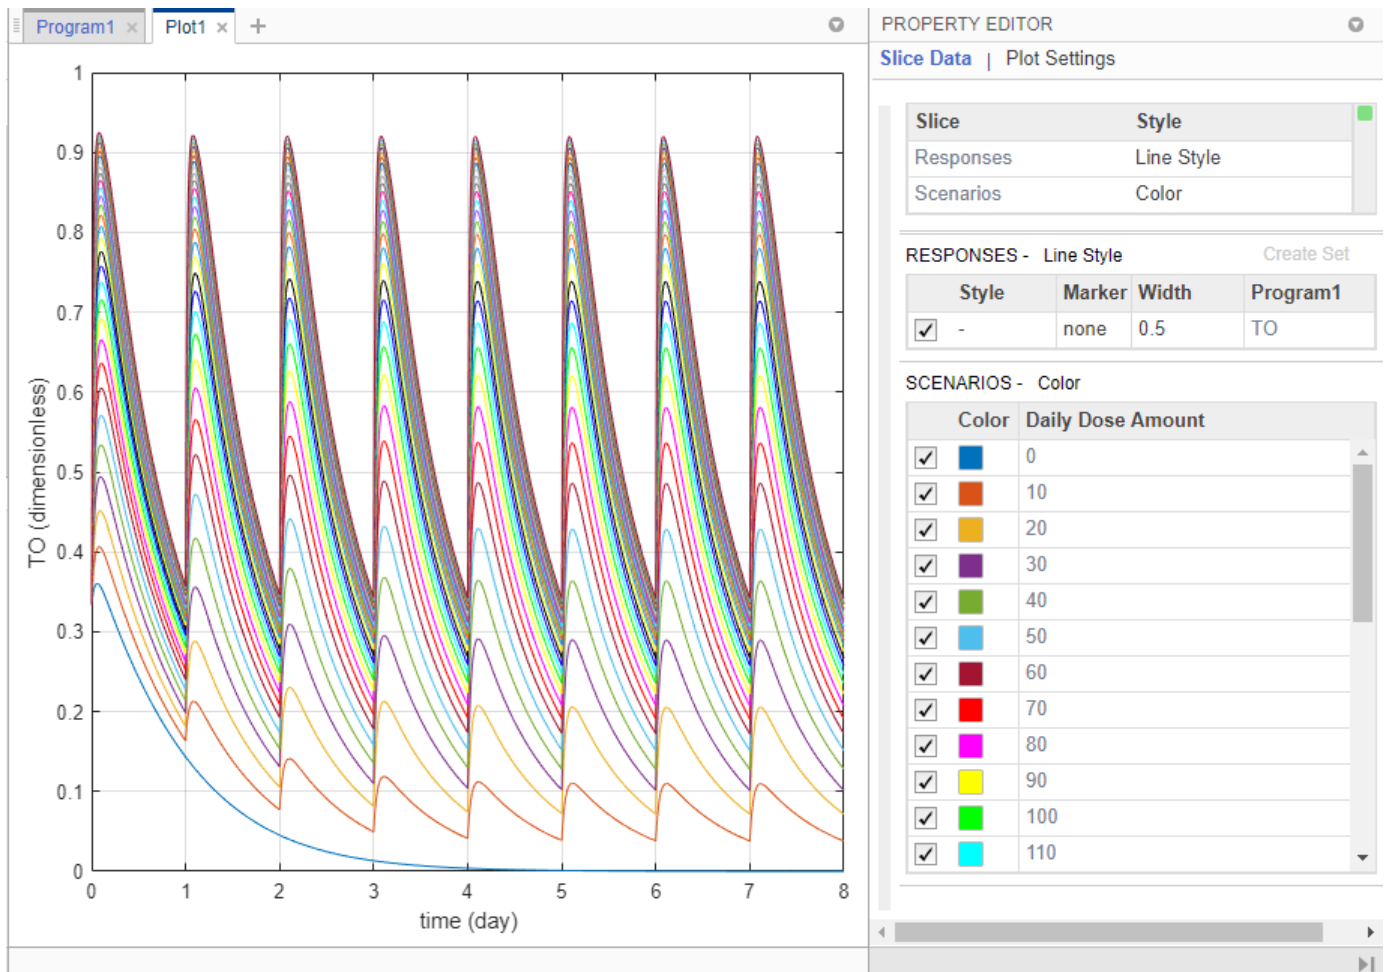 Program1 × Plot1 × +
PROPERTY EDITOR
Slice Data | Plot Settings
Slice Style
Responses Line Style
Scenarios Color
RESPONSES - Line Style Create Set
Style Marker Width Program1
- none 0.5 TO
SCENARIOS - Color
Color Daily Dose Amount
0
10
20
30
40
50
60
70
80
90
100
110
1
0.9
0.8
0.7
0.6
0.5
0.4
0.3
0.2
0.1
0
TO (dimensionless)
0 1 2 3 4 5 6 7 8
time (day)